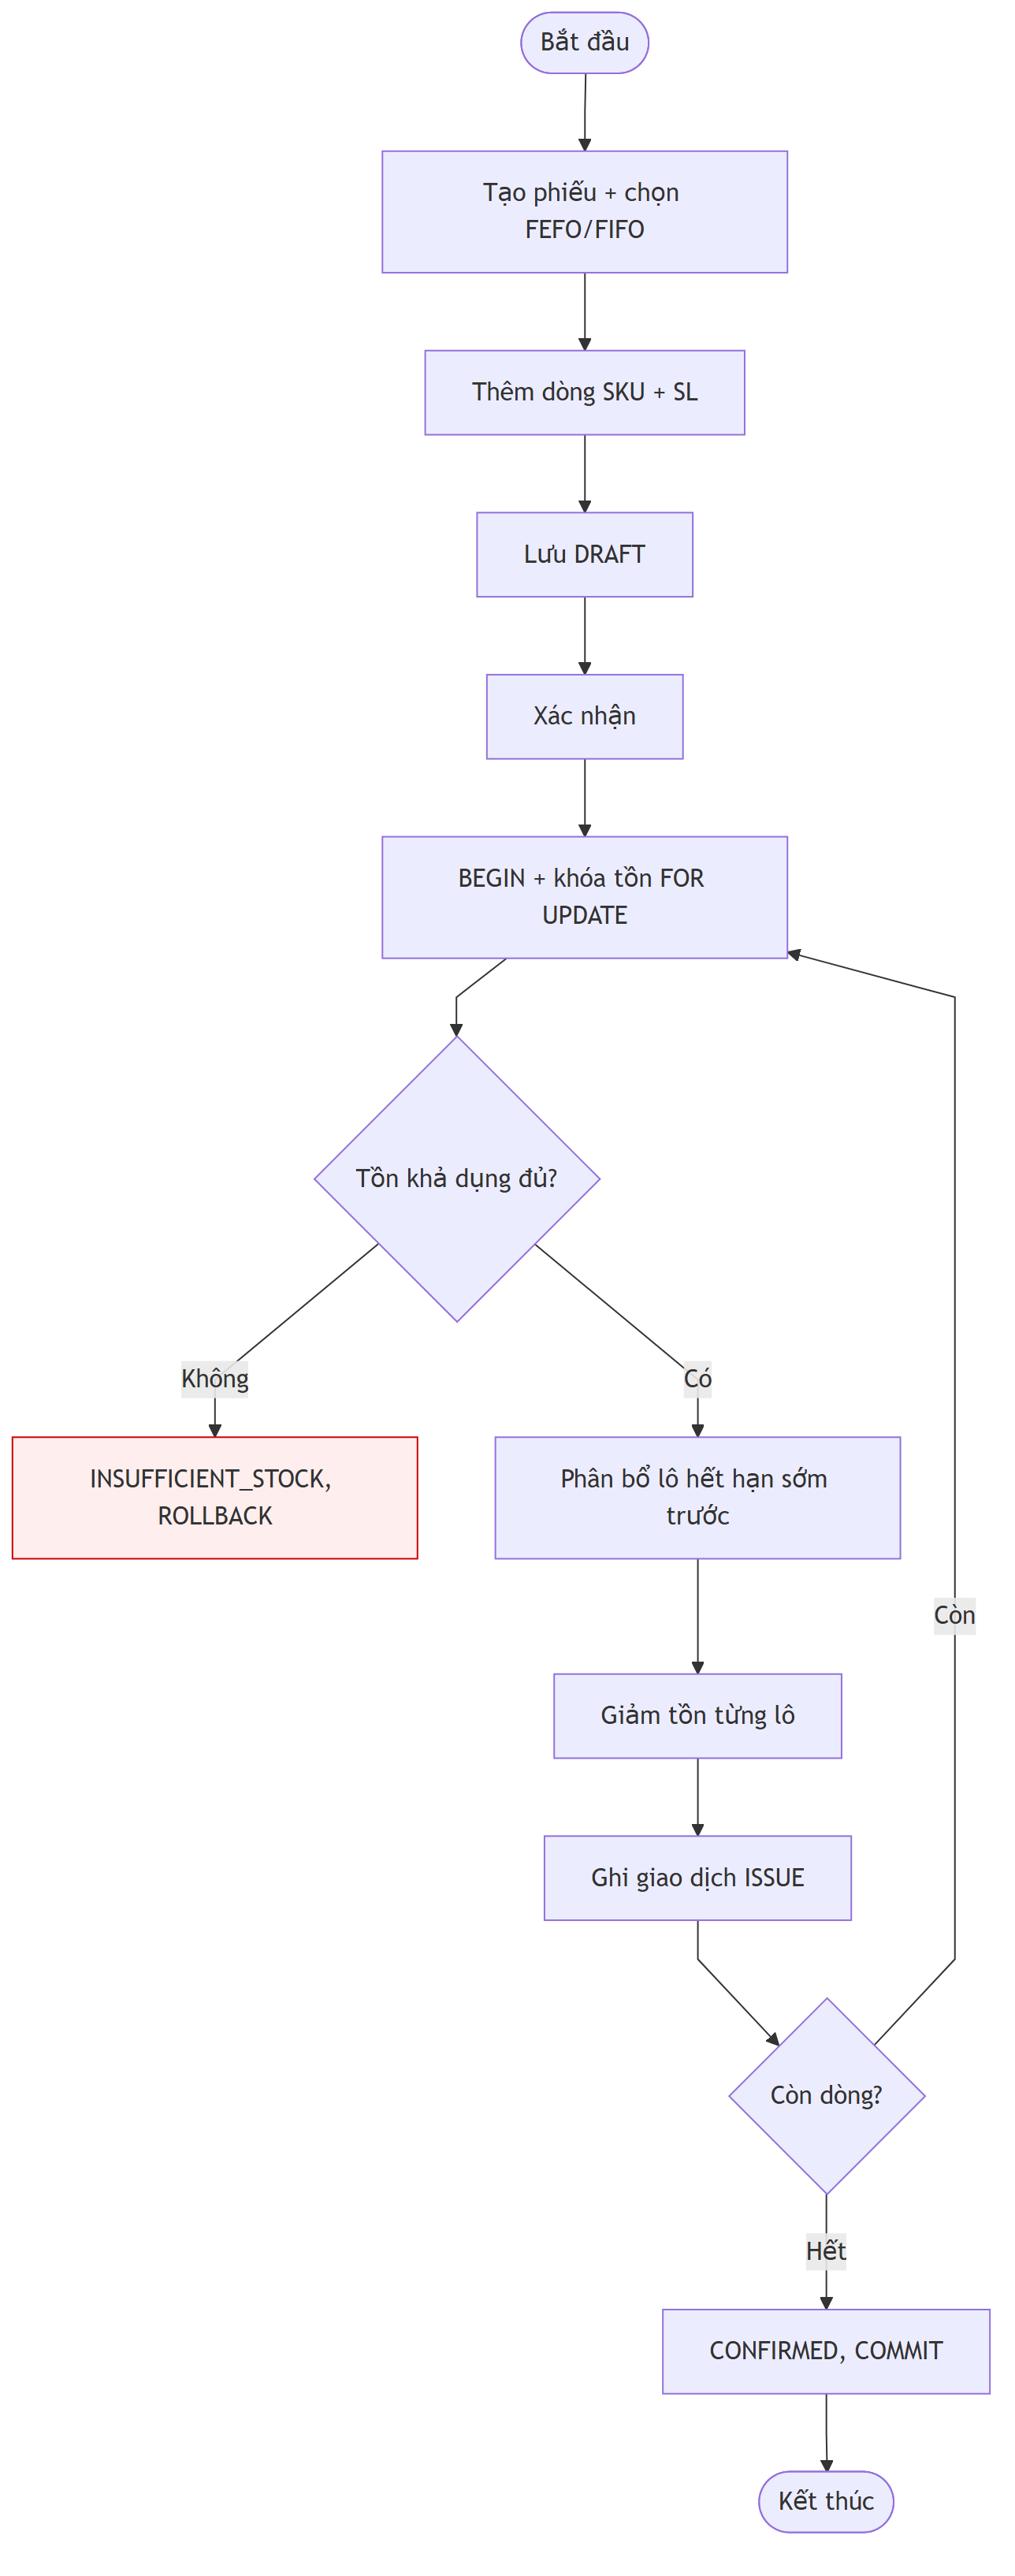 Bắt đầu
Tạo phiếu + chọn
FEFO/FIFO
Thêm dòng SKU + SL
Lưu DRAFT
Xác nhận
BEGIN + khóa tồn FOR
UPDATE
Tồn khả dụng đủ?
Không
Có
INSUFFICIENT_STOCK,
ROLLBACK
Phân bổ lô hết hạn sớm
trước
Còn
Giảm tồn từng lô
Ghi giao dịch ISSUE
Còn dòng?
Hết
CONFIRMED, COMMIT
Kết thúc